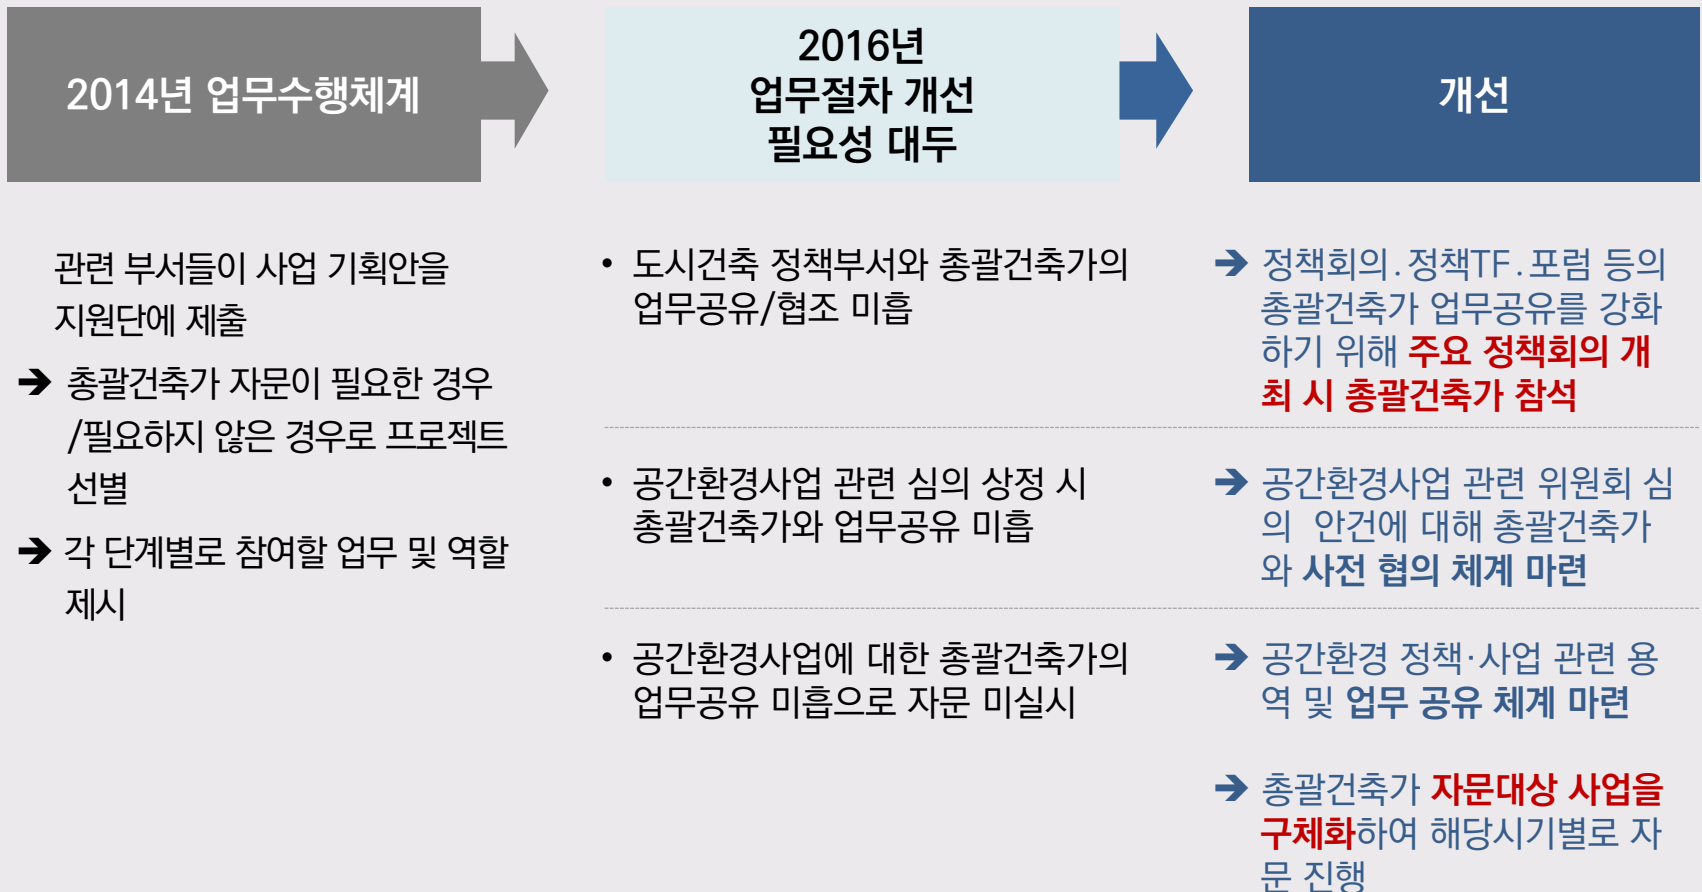 2014년 업무수행체계
2016년
업무절차 개선
필요성 대두
개선
관련 부서들이 사업 기획안을
지원단에 제출
➔ 총괄건축가 자문이 필요한 경우
/필요하지 않은 경우로 프로젝트
선별
➔ 각 단계별로 참여할 업무 및 역할
제시
• 도시건축 정책부서와 총괄건축가의
업무공유/협조 미흡
➔ 정책회의.정책TF.포럼 등의
총괄건축가 업무공유를 강화
하기 위해 주요 정책회의 개
최 시 총괄건축가 참석
• 공간환경사업 관련 심의 상정 시
총괄건축가와 업무공유 미흡
➔ 공간환경사업 관련 위원회 심
의 안건에 대해 총괄건축가
와 사전 협의 체계 마련
• 공간환경사업에 대한 총괄건축가의
업무공유 미흡으로 자문 미실시
➔ 공간환경 정책·사업 관련 용
역 및 업무 공유 체계 마련
➔ 총괄건축가 자문대상 사업을
구체화하여 해당시기별로 자
문 진행